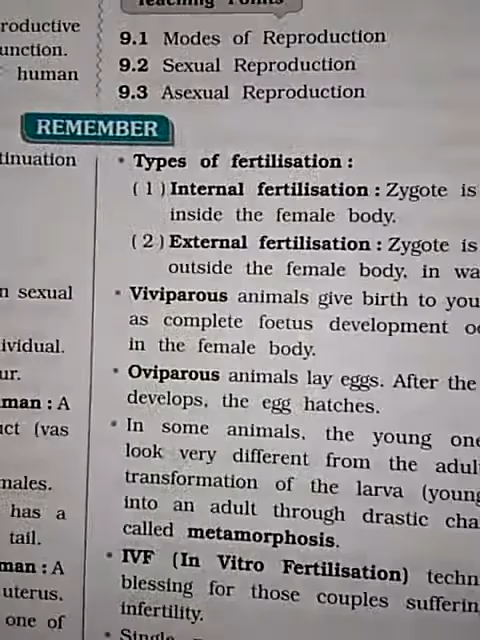 Teaching Points
9.1 Modes of Reproduction
9.2 Sexual Reproduction
9.3 Asexual Reproduction
roductive
unction.
human
REMEMBER
tinuation
n sexual
ividual.
ur.
man : A
uct (vas
males.
has a
tail.
man : A
uterus.
one of
• Types of fertilisation :
( 1 ) Internal fertilisation : Zygote is
inside the female body.
( 2 ) External fertilisation : Zygote is
outside the female body, in wa
• Viviparous animals give birth to you
as complete foetus development o
in the female body.
• Oviparous animals lay eggs. After the
develops, the egg hatches.
• In some animals, the young one
look very different from the adul
transformation of the larva (young
into an adult through drastic cha
called metamorphosis.
• IVF (In Vitro Fertilisation) techn
blessing for those couples sufferin
infertility.
• Single